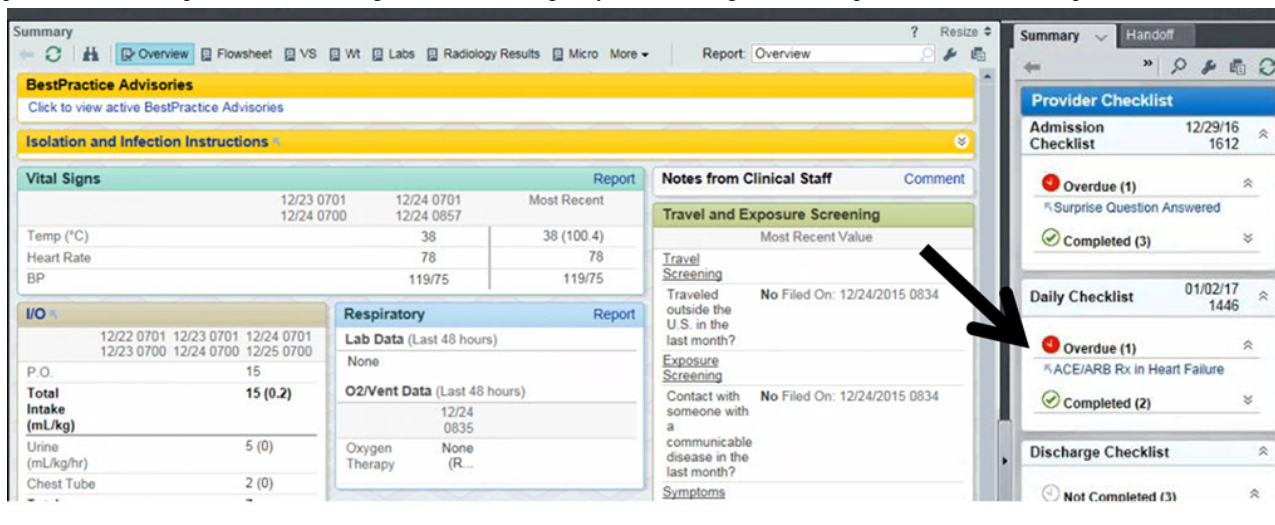 Summary ? Resize
Overview Flowsheet VS Wt Labs Radiology Results Micro More Report: Overview
BestPractice Advisories
Click to view active BestPractice Advisories
Isolation and Infection Instructions
Vital Signs Report
12/23 0701 12/24 0701 Most Recent
12/24 0700 12/24 0857
Temp (°C) 38 38 (100.4)
Heart Rate 78 78
BP 119/75 119/75
I/O
12/22 0701 12/23 0701 12/24 0701
12/23 0700 12/24 0700 12/25 0700
P.O. 15
Total 15 (0.2)
Intake
(mL/kg)
Urine 5 (0)
(mL/kg/hr)
Chest Tube 2 (0)
Respiratory Report
Lab Data (Last 48 hours)
None
O2/Vent Data (Last 48 hours)
12/24
0835
Oxygen None
Therapy (R...
Notes from Clinical Staff Comment
Travel and Exposure Screening
Most Recent Value
Travel
Screening
Traveled No Filed On: 12/24/2015 0834
outside the
U.S. in the
last month?
Exposure
Screening
Contact with No Filed On: 12/24/2015 0834
someone with
a
communicable
disease in the
last month?
Symptoms
Summary Handoff
Provider Checklist
Admission 12/29/16
Checklist 1612
Overdue (1)
Surprise Question Answered
Completed (3)
Daily Checklist 01/02/17
1446
Overdue (1)
ACE/ARB Rx in Heart Failure
Completed (2)
Discharge Checklist
Not Completed (3)